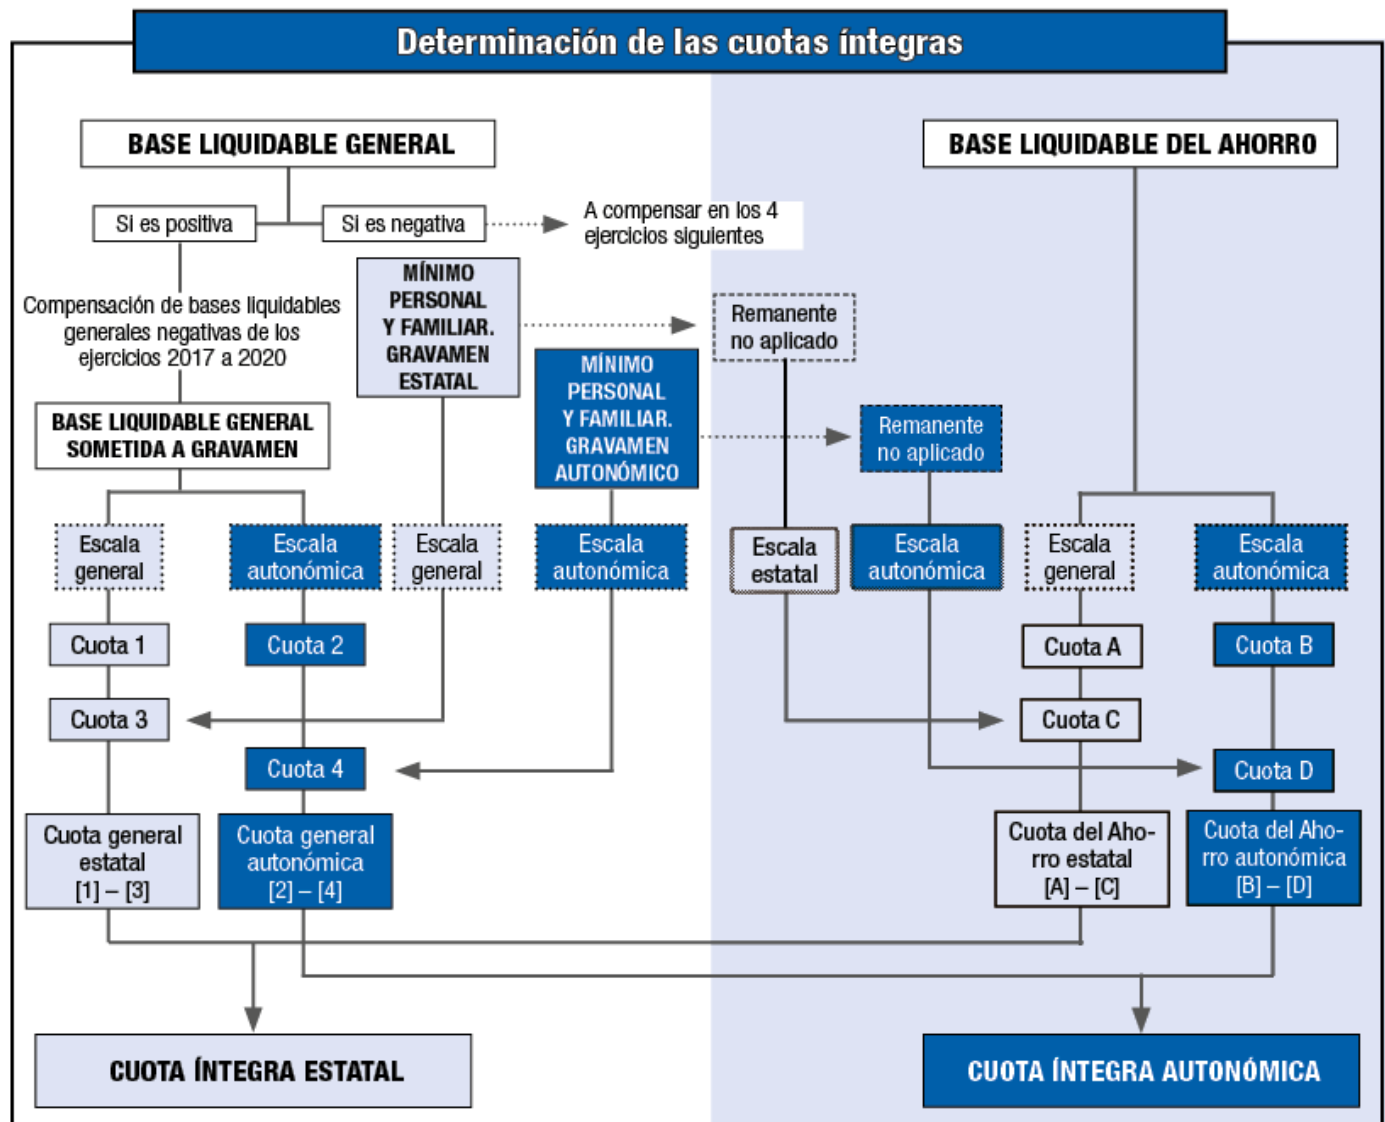 Determinación de las cuotas íntegras
BASE LIQUIDABLE GENERAL
BASE LIQUIDABLE DEL AHORRO
Si es positiva
Si es negativa
A compensar en los 4
ejercicios siguientes
Compensación de bases liquidables
generales negativas de los
ejercicios 2017 a 2020
MÍNIMO
PERSONAL
Y FAMILIAR.
GRAVAMEN
ESTATAL
Remanente
no aplicado
MÍNIMO
PERSONAL
Y FAMILIAR.
GRAVAMEN
AUTONÓMICO
Remanente
no aplicado
BASE LIQUIDABLE GENERAL
SOMETIDA A GRAVAMEN
Escala
general
Escala
autonómica
Escala
general
Escala
autonómica
Escala
estatal
Escala
autonómica
Escala
general
Escala
autonómica
Cuota 1
Cuota 2
Cuota A
Cuota B
Cuota 3
Cuota C
Cuota 4
Cuota D
Cuota general
estatal
[1] – [3]
Cuota general
autonómica
[2] – [4]
Cuota del Aho-
rro estatal
[A] – [C]
Cuota del Aho-
rro autonómica
[B] – [D]
CUOTA ÍNTEGRA ESTATAL
CUOTA ÍNTEGRA AUTONÓMICA